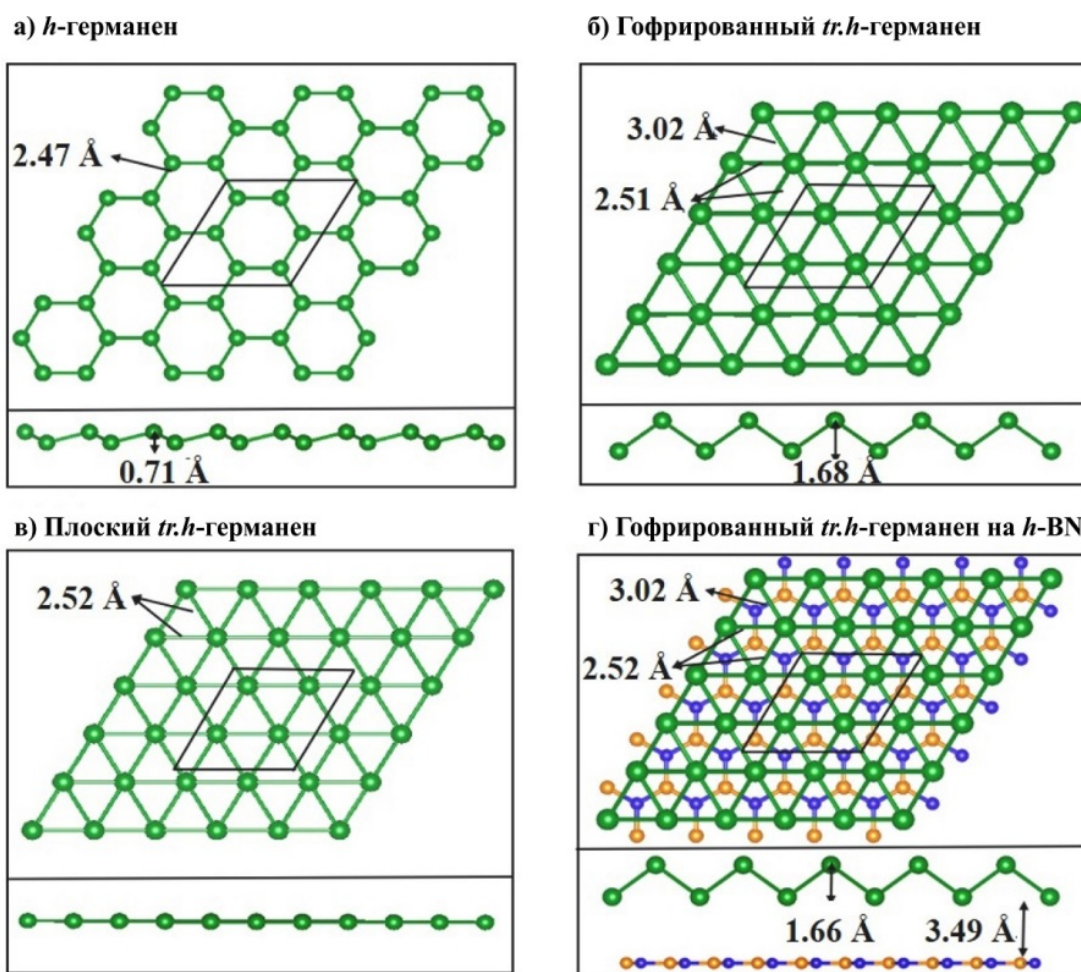 а) h-германен
б) Гофрированный tr.h-германен
2.47 Å
3.02 Å
2.51 Å
0.71 Å
1.68 Å
в) Плоский tr.h-германен
г) Гофрированный tr.h-германен на h-BN
2.52 Å
3.02 Å
2.52 Å
1.66 Å
3.49 Å